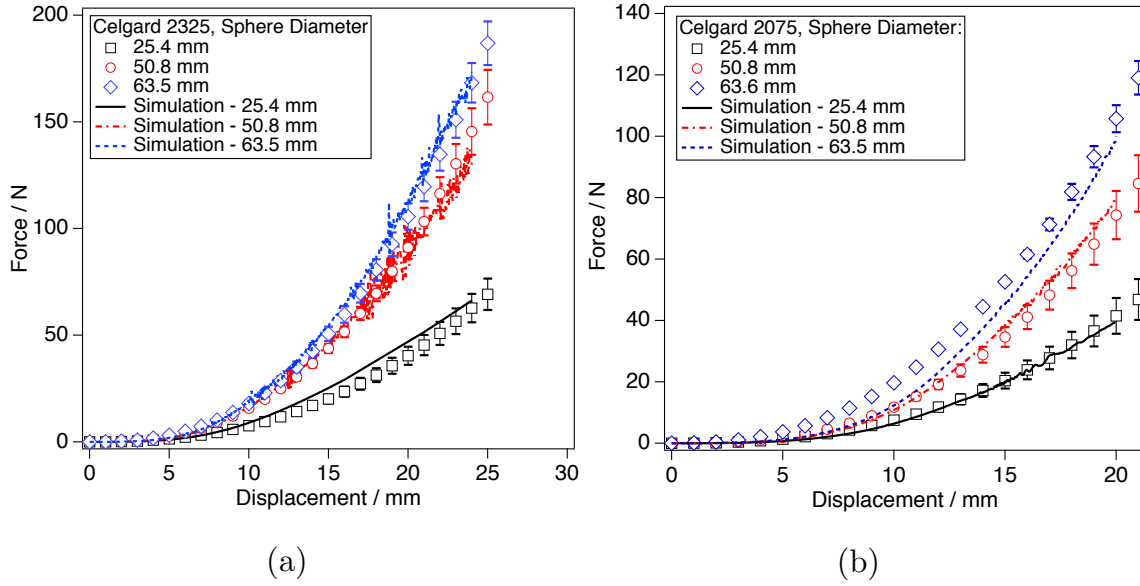 Celgard 2325, Sphere Diameter
25.4 mm
50.8 mm
63.5 mm
Simulation - 25.4 mm
Simulation - 50.8 mm
Simulation - 63.5 mm
200
150
100
50
0
Force / N
0 5 10 15 20 25 30
Displacement / mm
(a)
Celgard 2075, Sphere Diameter:
25.4 mm
50.8 mm
63.6 mm
Simulation - 25.4 mm
Simulation - 50.8 mm
Simulation - 63.5 mm
140
120
100
80
60
40
20
0
Force / N
0 5 10 15 20
Displacement / mm
(b)